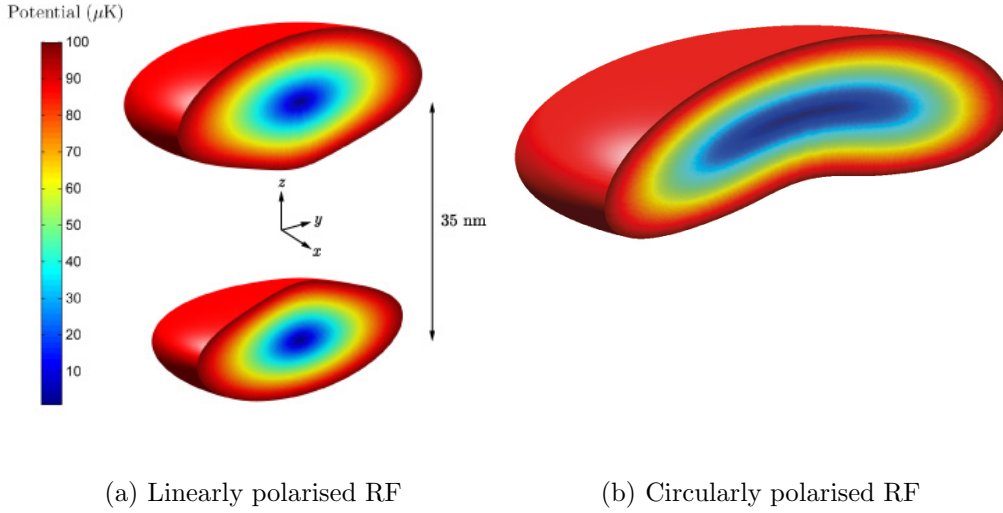 Potential (μK)
100
90
80
70
60
50
40
30
20
10
z
y
x
35 nm
(a) Linearly polarised RF
(b) Circularly polarised RF